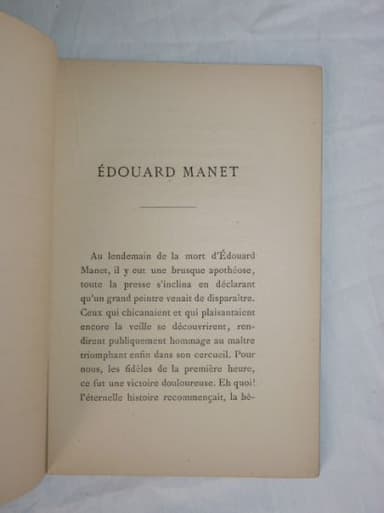 ÉDOUARD MANET
Au lendemain de la mort d'Édouard
Manet, il y eut une brusque apothéose,
toute la presse s'inclina en déclarant
qu'un grand peintre venait de disparaître.
Ceux qui chicanaient et qui plaisantaient
encore la veille se découvrirent, ren-
dirent publiquement hommage au maître
triomphant enfin dans son cercueil. Pour
nous, les fidèles de la première heure,
ce fut une victoire douloureuse. Eh quoi!
l'éternelle histoire recommençait, la bê-